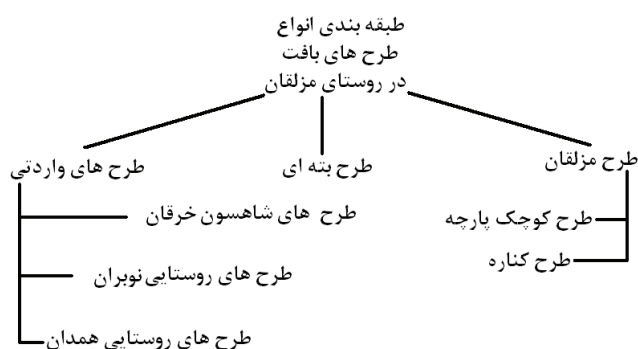 طبقه بندی انواع
طرح های بافت
در روستای مزلقان
طرح مزلقان
طرح کوچک پارچه
طرح کناره
طرح بته ای
طرح های واردتی
طرح های شاهسون خرقان
طرح های روستایی نوبران
طرح های روستایی همدان